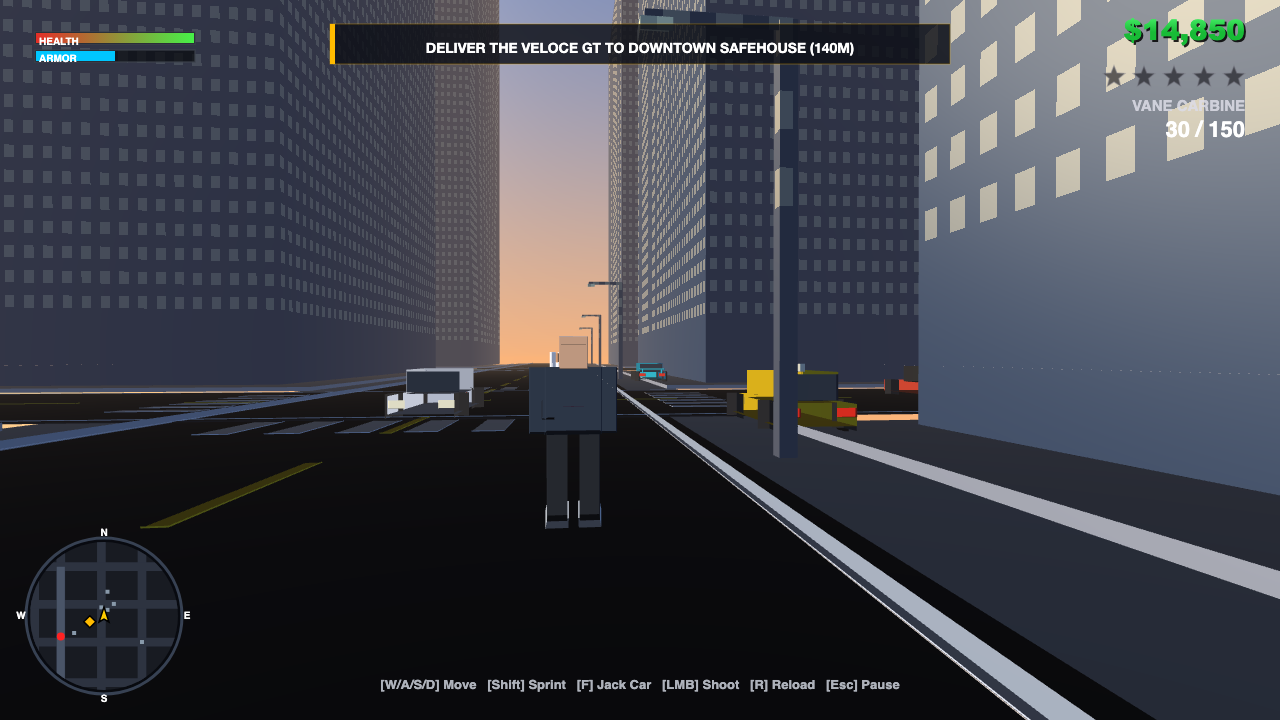 HEALTH
ARMOR
DELIVER THE VELOCE GT TO DOWNTOWN SAFEHOUSE (140M)
$14,850
★ ★ ★ ★ ★
VANE CARBINE
30 / 150
N
W
E
S
[W/A/S/D] Move [Shift] Sprint [F] Jack Car [LMB] Shoot [R] Reload [Esc] Pause